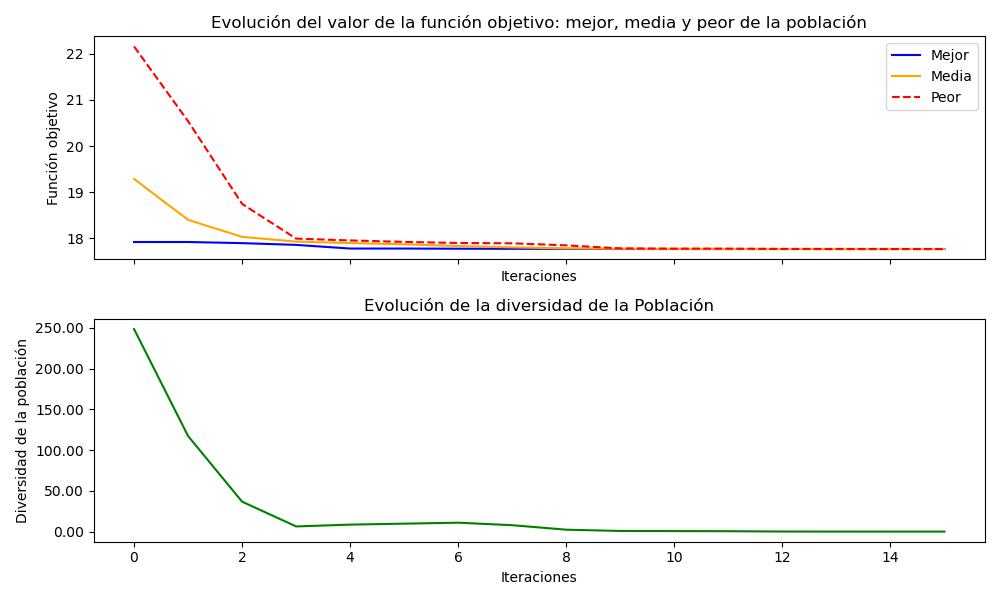 Evolución del valor de la función objetivo: mejor, media y peor de la población
Función objetivo
22
21
20
19
18
Mejor
Media
Peor
Iteraciones
Evolución de la diversidad de la Población
Diversidad de la población
250.00
200.00
150.00
100.00
50.00
0.00
0 2 4 6 8 10 12 14
Iteraciones